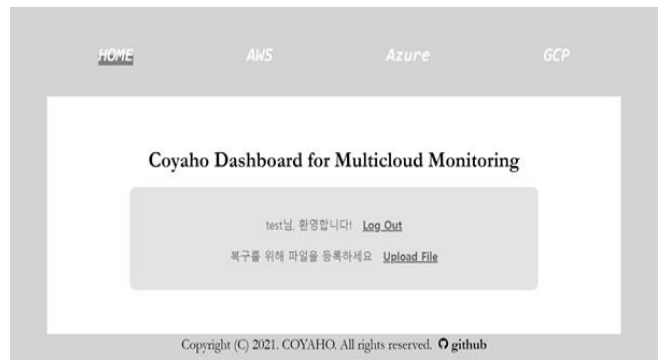 HOME AWS Azure GCP
Coyaho Dashboard for Multicloud Monitoring
test님, 환영합니다! Log Out
복구를 위해 파일을 등록하세요 Upload File
Copyright (C) 2021. COYAHO. All rights reserved. github